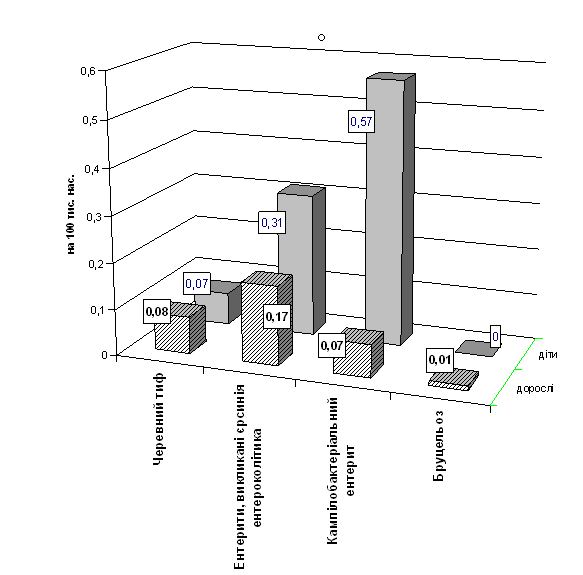 0,6
0,5
0,4
0,3
0,2
0,1
0
на 100 тис. нас.
0,57
0,31
0,07
0,08
0,17
0,07
0,01
0
діти
дорослі
Черевний тиф
Ентерити, викликані єрсинія
ентероколітика
Кампілобактеріальний
ентерит
Бруцельоз